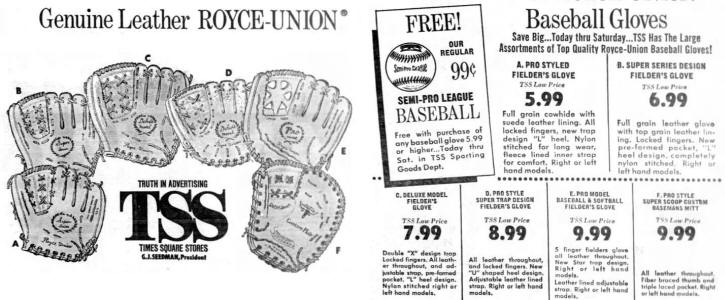 Genuine Leather ROYCE-UNION®
C
B
D
E
A
F
TRUTH IN ADVERTISING
TSS
TIMES SQUARE STORES
G.J. SEEDMAN, President
FREE!
OUR
REGULAR
99¢
SEMI-PRO LEAGUE
BASEBALL
Free with purchase of
any baseball glove 5.99
or higher...Today thru
Sat. in TSS Sporting
Goods Dept.
Baseball Gloves
Save Big...Today thru Saturday...TSS Has The Large
Assortments of Top Quality Royce-Union Baseball Gloves!
A. PRO STYLED
FIELDER'S GLOVE
TSS Low Price
5.99
Full grain cowhide with
suede leather lining. All
locked fingers, new trap
design "L" heel. Nylon
stitched for long wear,
fleece lined inner strap
for comfort. Right or left
hand models.
B. SUPER SERIES DESIGN
FIELDER'S GLOVE
TSS Low Price
6.99
Full grain leather glove
with top grain leather lin-
ing. Locked fingers. New
pre-formed pocket, "L"
heel design, completely
nylon stitched. Right or
left hand models.
C. DELUXE MODEL
FIELDER'S
GLOVE
TSS Low Price
7.99
Double "X" design trap
Locked fingers. All leath-
er throughout, and ad-
justable strap, pre-formed
pocket. "L" heel design.
Nylon stitched, right or
left hand models.
D. PRO STYLE
SUPER TRAP DESIGN
FIELDER'S GLOVE
TSS Low Price
8.99
All leather throughout,
and locked fingers. New
"U" shaped heel design.
Adjustable leather lined
strap. Right or left hand
models.
E. PRO MODEL
BASEBALL & SOFTBALL
FIELDER'S GLOVE
TSS Low Price
9.99
5 finger fielders glove
all leather throughout.
New Star trap design.
Right or left hand
models.
Leather lined adjustable
strap. Right or left hand
models.
F. PRO STYLE
SUPER SCOOP CUSTOM
BASEMANS MITT
TSS Low Price
9.99
All leather throughout.
Fiber braced thumb and
triple laced pocket. Right
or left hand models.